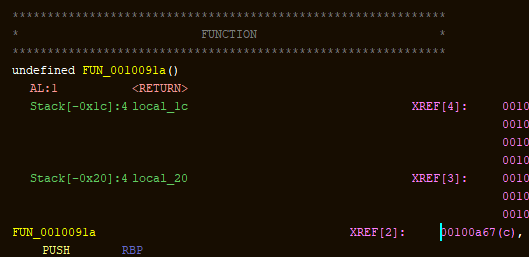 **************************************************************
* FUNCTION *
**************************************************************
undefined FUN_0010091a()
AL:1 <RETURN>
Stack[-0x1c]:4 local_1c XREF[4]: 0010
0010
0010
0010
Stack[-0x20]:4 local_20 XREF[3]: 0010
0010
0010
FUN_0010091a XREF[2]: 00100a67(c),
PUSH RBP